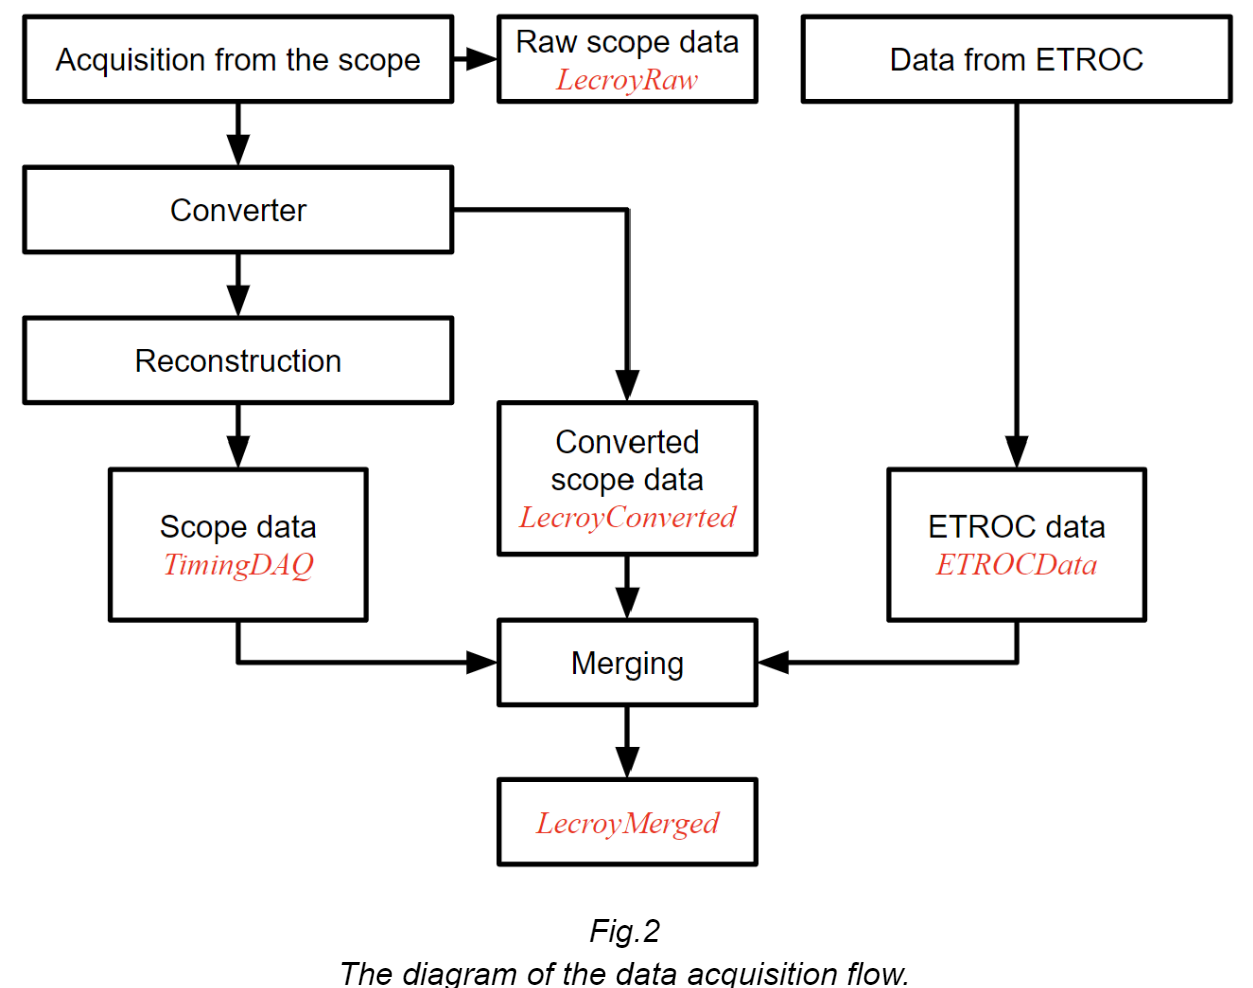 Acquisition from the scope
Raw scope data
LecroyRaw
Data from ETROC
Converter
Reconstruction
Converted
scope data
LecroyConverted
Scope data
TimingDAQ
ETROC data
ETROCData
Merging
LecroyMerged
Fig.2
The diagram of the data acquisition flow.